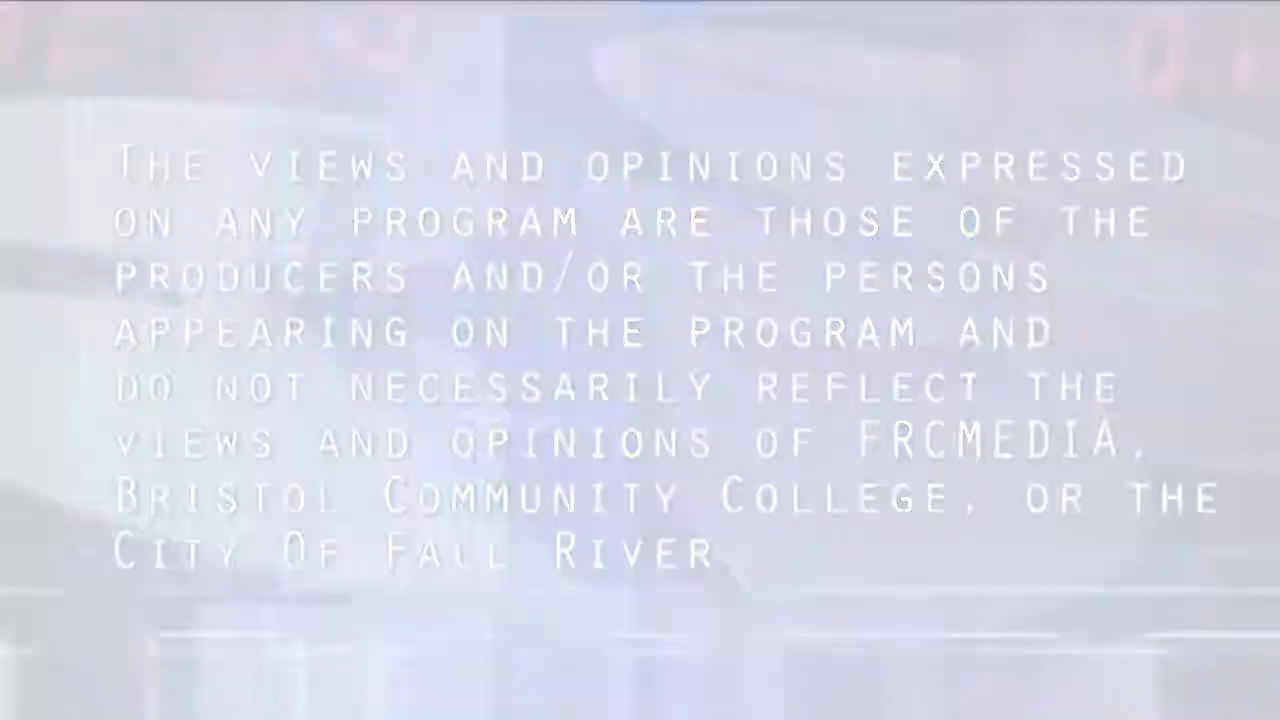 The views and opinions expressed
on any program are those of the
producers and/or the persons
appearing on the program and
do not necessarily reflect the
views and opinions of FRCMEDIA,
Bristol Community College, or the
City Of Fall River